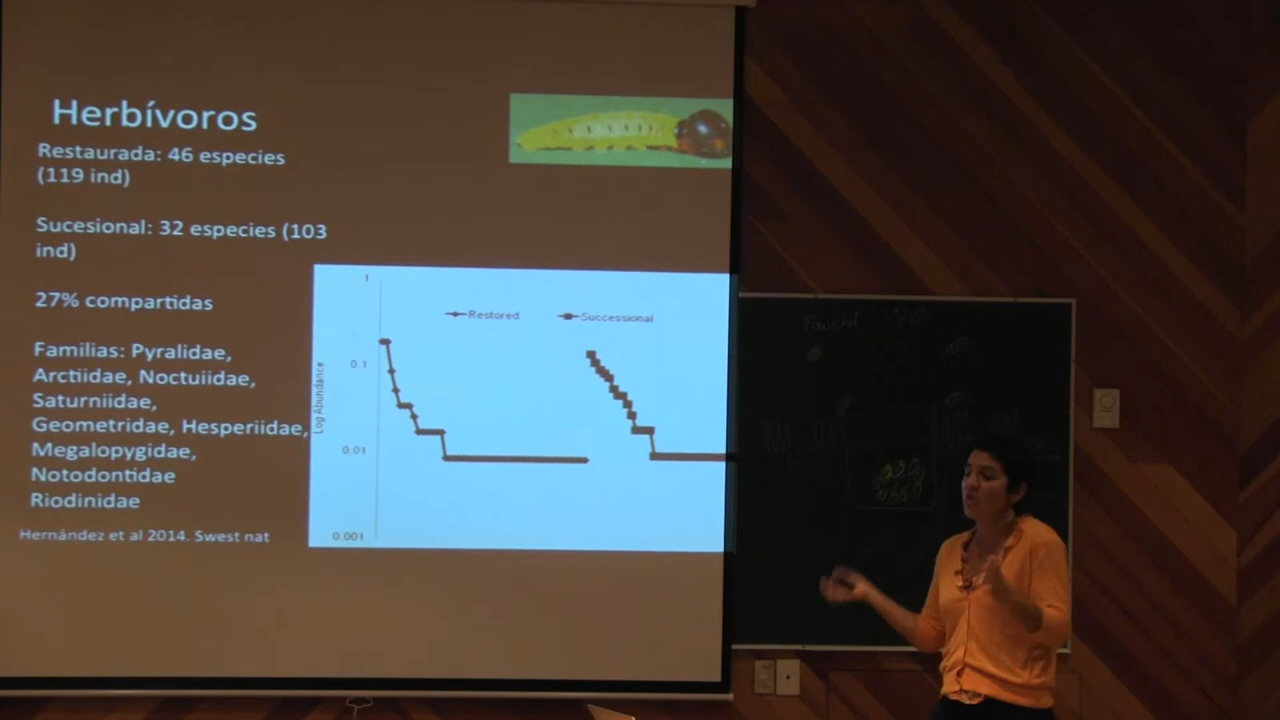 Herbívoros
Restaurada: 46 especies
(119 ind)
Sucesional: 32 especies (103
ind)
27% compartidas
Familias: Pyralidae,
Arctiidae, Noctuiidae,
Saturniidae,
Geometridae, Hesperiidae,
Megalopygidae,
Notodontidae
Riodinidae
Hernández et al 2014. Swest nat
1
Restored
Successional
0.1
Log Abundance
0.01
0.001